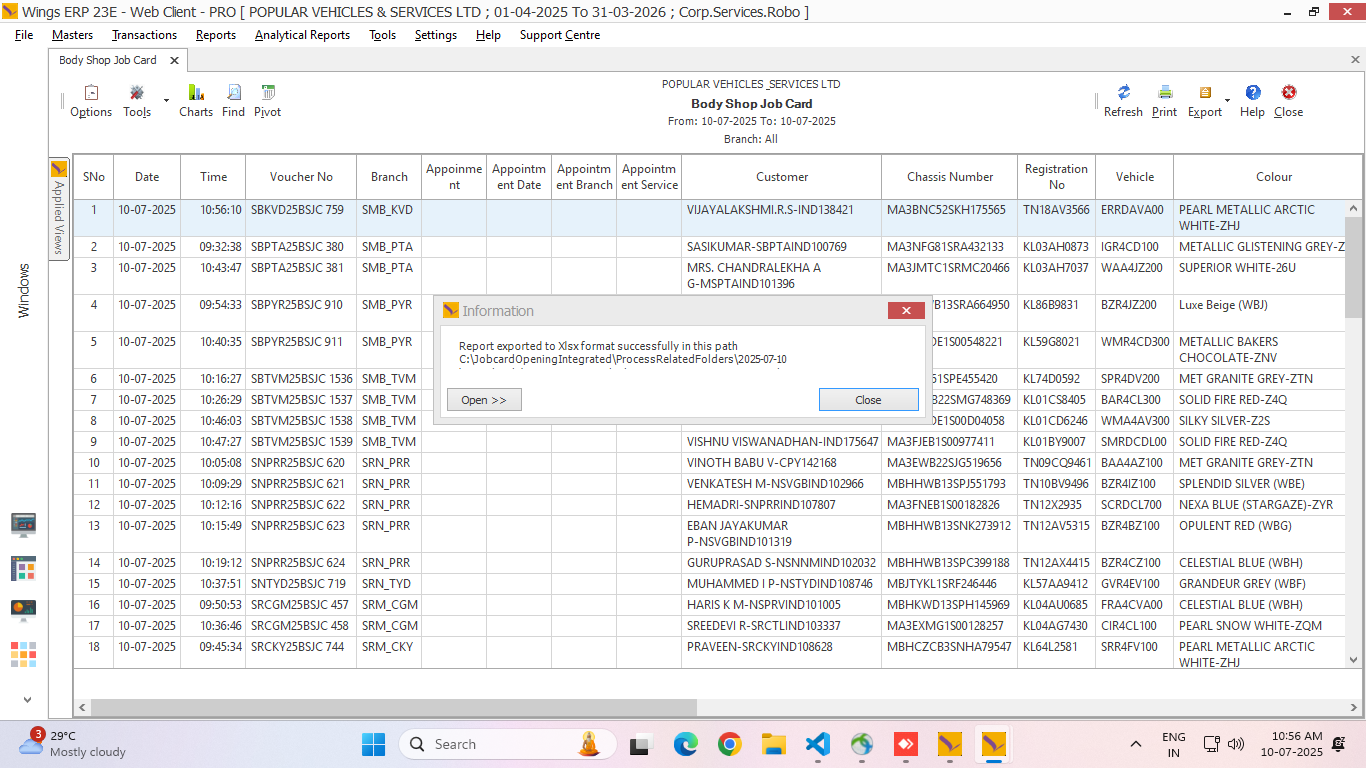 Wings ERP 23E - Web Client - PRO [ POPULAR VEHICLES & SERVICES LTD ; 01-04-2025 To 31-03-2026 ; Corp.Services.Robo ]
File Masters Transactions Reports Analytical Reports Tools Settings Help Support Centre
Body Shop Job Card
Options Tools Charts Find Pivot
POPULAR VEHICLES_SERVICES LTD
Body Shop Job Card
From: 10-07-2025 To: 10-07-2025
Branch: All
Refresh Print Export Help Close
Applied Views
Windows
SNo Date Time Voucher No Branch Appoinment Appointment Date Appointment Branch Appointment Service Customer Chassis Number Registration No Vehicle Colour
1 10-07-2025 10:56:10 SBKVD25BSJC 759 SMB_KVD VIJAYALAKSHMI.R.S-IND138421 MA3BNC52SKH175565 TN18AV3566 ERRDAVA00 PEARL METALLIC ARCTIC
WHITE-ZHJ
2 10-07-2025 09:32:38 SBPTA25BSJC 380 SMB_PTA SASIKUMAR-SBPTAIND100769 MA3NFG81SRA432133 KL03AH0873 IGR4CD100 METALLIC GLISTENING GREY-Z
3 10-07-2025 10:43:47 SBPTA25BSJC 381 SMB_PTA MRS. CHANDRALEKHA A MA3JMTC1SRMC20466 KL03AH7037 WAA4JZ200 SUPERIOR WHITE-26U
G-MSPTAIND101396
4 10-07-2025 09:54:33 SBPYR25BSJC 910 SMB_PYR B13SRA664950 KL86B9831 BZR4JZ200 Luxe Beige (WBJ)
5 10-07-2025 10:40:35 SBPYR25BSJC 911 SMB_PYR DE1S00548221 KL59G8021 WMR4CD300 METALLIC BAKERS
CHOCOLATE-ZNV
6 10-07-2025 10:16:27 SBTVM25BSJC 1536 SMB_TVM 61SPE455420 KL74D0592 SPR4DV200 MET GRANITE GREY-ZTN
7 10-07-2025 10:26:29 SBTVM25BSJC 1537 SMB_TVM B22SMG748369 KL01CS8405 BAR4CL300 SOLID FIRE RED-Z4Q
8 10-07-2025 10:46:03 SBTVM25BSJC 1538 SMB_TVM DE1S00D04058 KL01CD6246 WMA4AV300 SILKY SILVER-Z2S
9 10-07-2025 10:47:27 SBTVM25BSJC 1539 SMB_TVM VISHNU VISWANADHAN-IND175647 MA3FJEB1S00977411 KL01BY9007 SMRDCDL00 SOLID FIRE RED-Z4Q
10 10-07-2025 10:05:08 SNPRR25BSJC 620 SRN_PRR VINOTH BABU V-CPY142168 MA3EWB22SJG519656 TN09CQ9461 BAA4AZ100 MET GRANITE GREY-ZTN
11 10-07-2025 10:09:29 SNPRR25BSJC 621 SRN_PRR VENKATESH M-NSVGBIND102966 MBHHWB13SPJ551793 TN10BV9496 BZR4IZ100 SPLENDID SILVER (WBE)
12 10-07-2025 10:12:16 SNPRR25BSJC 622 SRN_PRR HEMADRI-SNPRRIND107807 MA3FNEB1S00182826 TN12X2935 SCRDCL700 NEXA BLUE (STARGAZE)-ZYR
13 10-07-2025 10:15:49 SNPRR25BSJC 623 SRN_PRR EBAN JAYAKUMAR MBHHWB13SNK273912 TN12AV5315 BZR4BZ100 OPULENT RED (WBG)
P-NSVGBIND101319
14 10-07-2025 10:19:12 SNPRR25BSJC 624 SRN_PRR GURUPRASAD S-NSNNMIND102032 MBHHWB13SPC399188 TN12AX4415 BZR4CZ100 CELESTIAL BLUE (WBH)
15 10-07-2025 10:37:51 SNTYD25BSJC 719 SRN_TYD MUHAMMED I P-NSTYDIND108746 MBJTYKL1SRF246446 KL57AA9412 GVR4EV100 GRANDEUR GREY (WBF)
16 10-07-2025 09:50:53 SRCGM25BSJC 457 SRM_CGM HARIS K M-NSPRVIND101005 MBHKWD13SPH145969 KL04AU0685 FRA4CVA00 CELESTIAL BLUE (WBH)
17 10-07-2025 10:36:46 SRCGM25BSJC 458 SRM_CGM SREEDEVI R-SRCTLIND103337 MA3EXMG1S00128257 KL04AG7430 CIR4CL100 PEARL SNOW WHITE-ZQM
18 10-07-2025 09:45:34 SRCKY25BSJC 744 SRM_CKY PRAVEEN-SRCKYIND108628 MBHCZCB3SNHA79547 KL64L2581 SRR4FV100 PEARL METALLIC ARCTIC
WHITE-ZHJ
Information
Report exported to Xlsx format successfully in this path
C:\JobcardOpeningIntegrated\ProcessRelatedFolders\2025-07-10
Open >> Close
3 29°C
Mostly cloudy
Search
ENG
IN
10:56 AM
10-07-2025